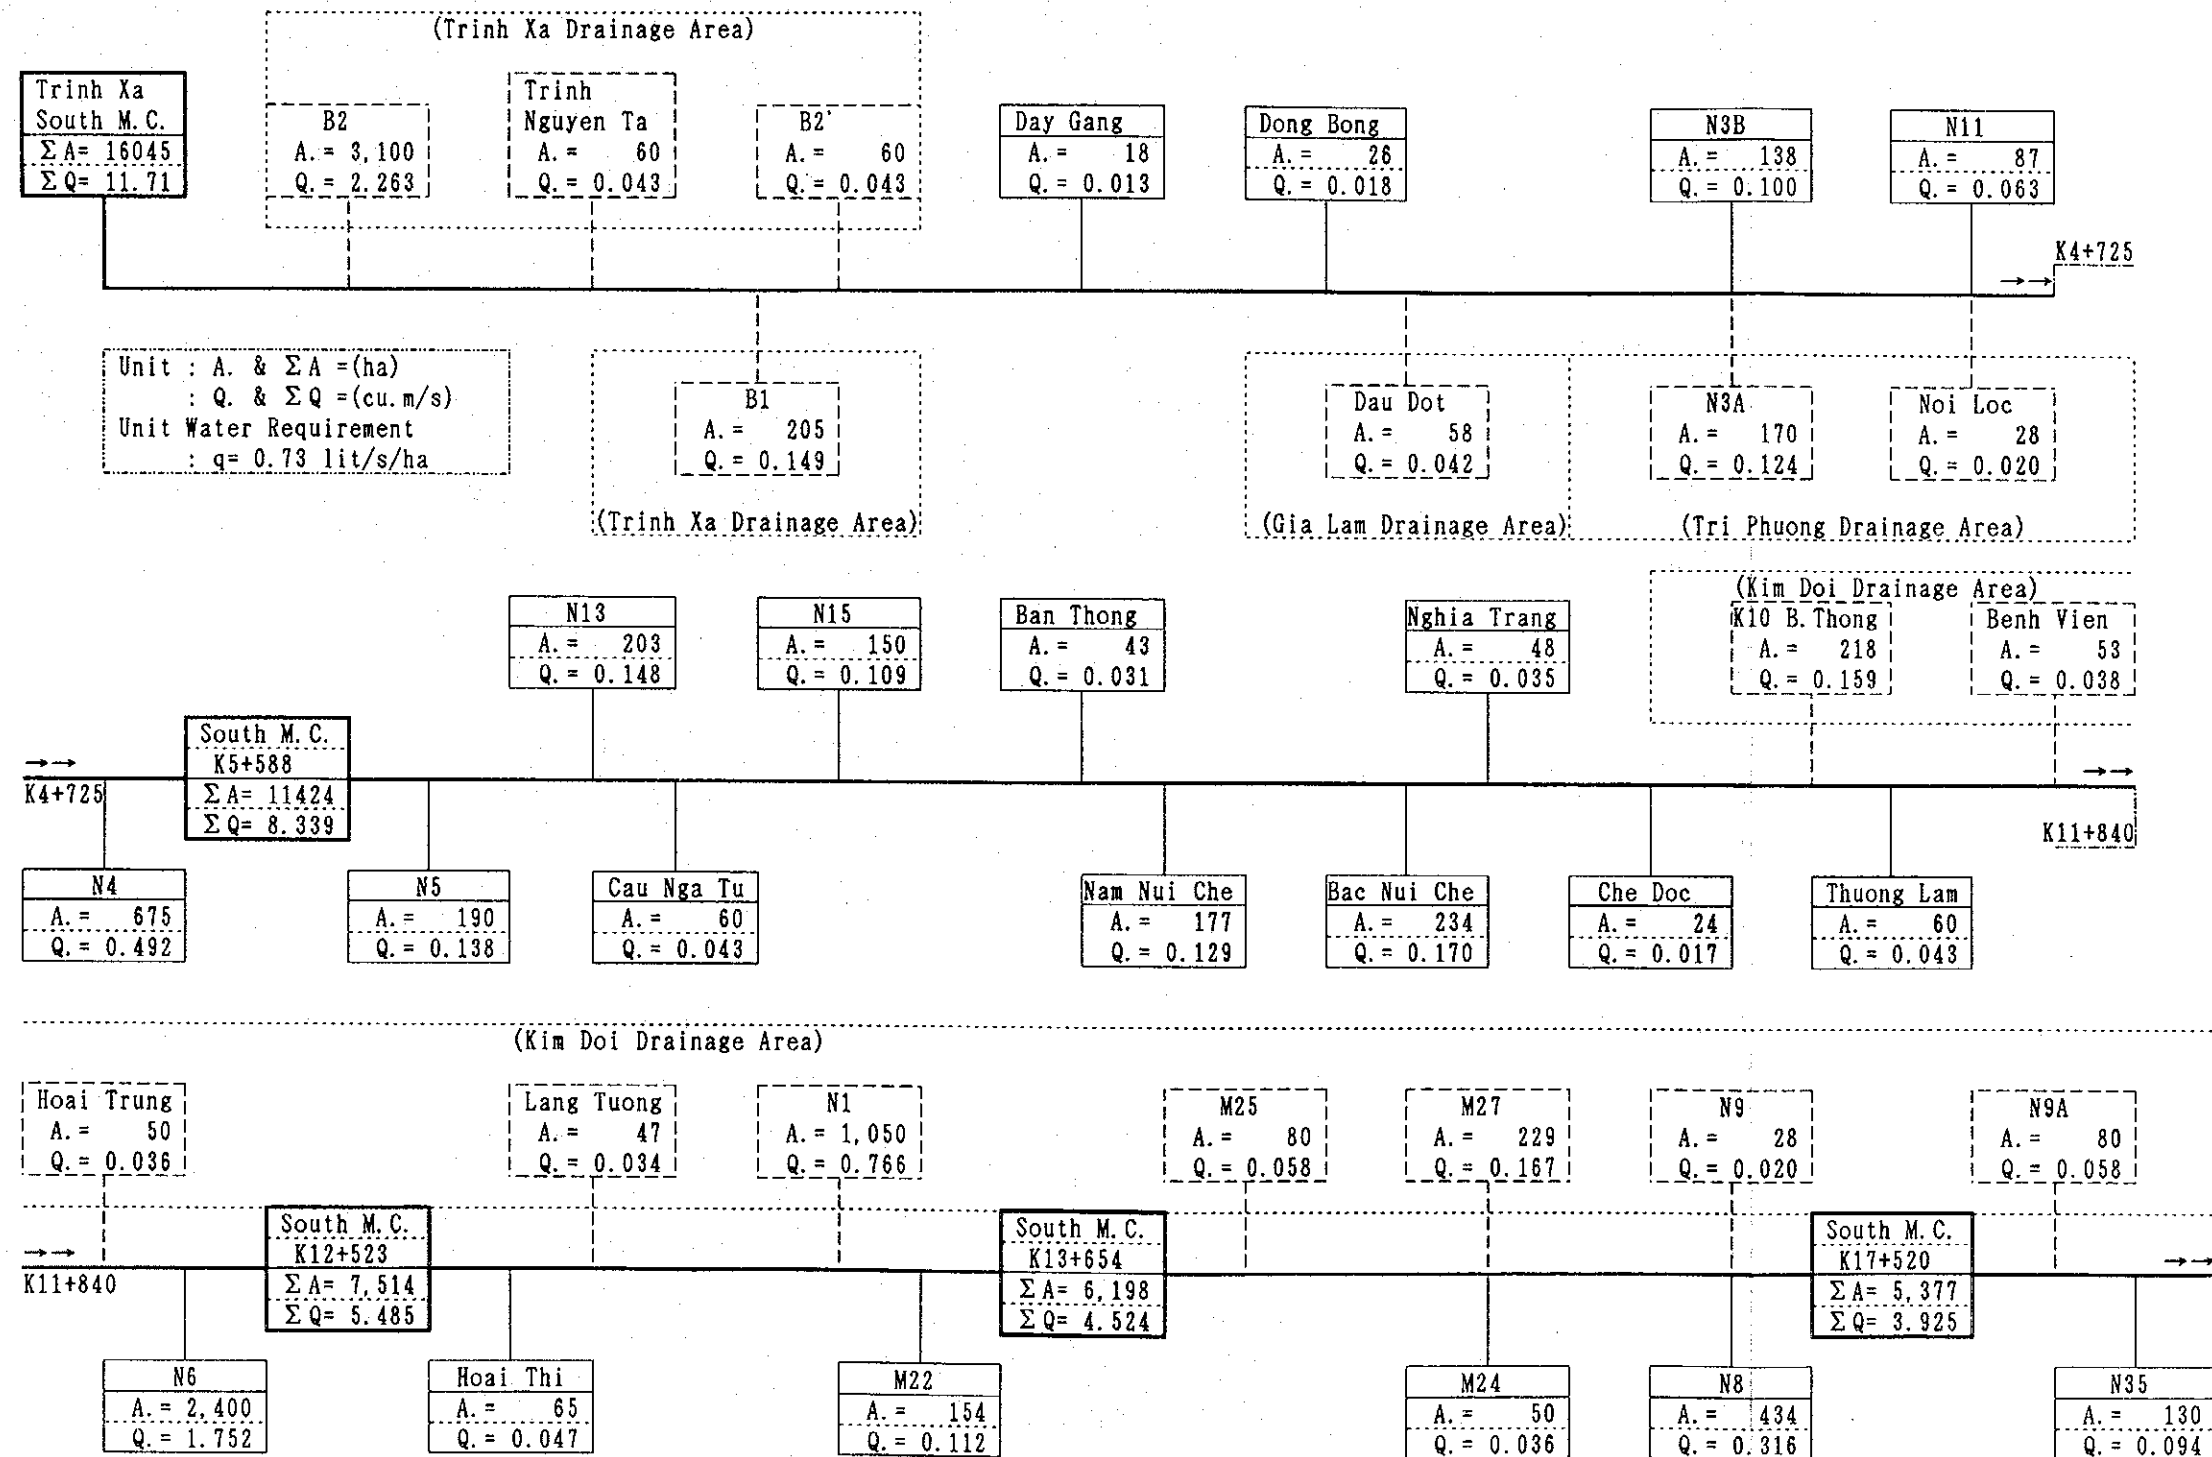 (Trinh Xa Drainage Area)
Trinh Xa
South M.C.
ΣA= 16045
ΣQ= 11.71
B2
A.= 3,100
Q.= 2.263
Trinh
Nguyen Ta
A.= 60
Q.= 0.043
B2'
A.= 60
Q.= 0.043
Day Gang
A.= 18
Q.= 0.013
Dong Bong
A.= 26
Q.= 0.018
N3B
A.= 138
Q.= 0.100
N11
A.= 87
Q.= 0.063
K4+725
→→
Unit : A. & ΣA =(ha)
: Q. & ΣQ =(cu.m/s)
Unit Water Requirement
: q= 0.73 lit/s/ha
B1
A.= 205
Q.= 0.149
(Trinh Xa Drainage Area)
Dau Dot
A.= 58
Q.= 0.042
(Gia Lam Drainage Area)
N3A
A.= 170
Q.= 0.124
Noi Loc
A.= 28
Q.= 0.020
(Tri Phuong Drainage Area)
N13
A.= 203
Q.= 0.148
N15
A.= 150
Q.= 0.109
Ban Thong
A.= 43
Q.= 0.031
Nghia Trang
A.= 48
Q.= 0.035
(Kim Doi Drainage Area)
K10 B.Thong
A.= 218
Q.= 0.159
Benh Vien
A.= 53
Q.= 0.038
→→
K4+725
South M.C.
K5+588
ΣA= 11424
ΣQ= 8.339
→→
K11+840
N4
A.= 675
Q.= 0.492
N5
A.= 190
Q.= 0.138
Cau Nga Tu
A.= 60
Q.= 0.043
Nam Nui Che
A.= 177
Q.= 0.129
Bac Nui Che
A.= 234
Q.= 0.170
Che Doc
A.= 24
Q.= 0.017
Thuong Lam
A.= 60
Q.= 0.043
(Kim Doi Drainage Area)
Hoai Trung
A.= 50
Q.= 0.036
Lang Tuong
A.= 47
Q.= 0.034
N1
A.= 1,050
Q.= 0.766
M25
A.= 80
Q.= 0.058
M27
A.= 229
Q.= 0.167
N9
A.= 28
Q.= 0.020
N9A
A.= 80
Q.= 0.058
→→
K11+840
South M.C.
K12+523
ΣA= 7,514
ΣQ= 5.485
South M.C.
K13+654
ΣA= 6,198
ΣQ= 4.524
South M.C.
K17+520
ΣA= 5,377
ΣQ= 3.925
→→
N6
A.= 2,400
Q.= 1.752
Hoai Thi
A.= 65
Q.= 0.047
M22
A.= 154
Q.= 0.112
M24
A.= 50
Q.= 0.036
N8
A.= 434
Q.= 0.316
N35
A.= 130
Q.= 0.094